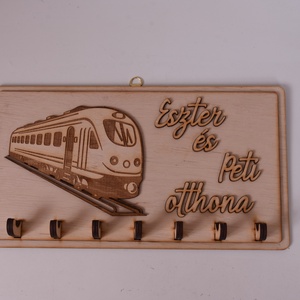 Eszter
és
Peti
otthona